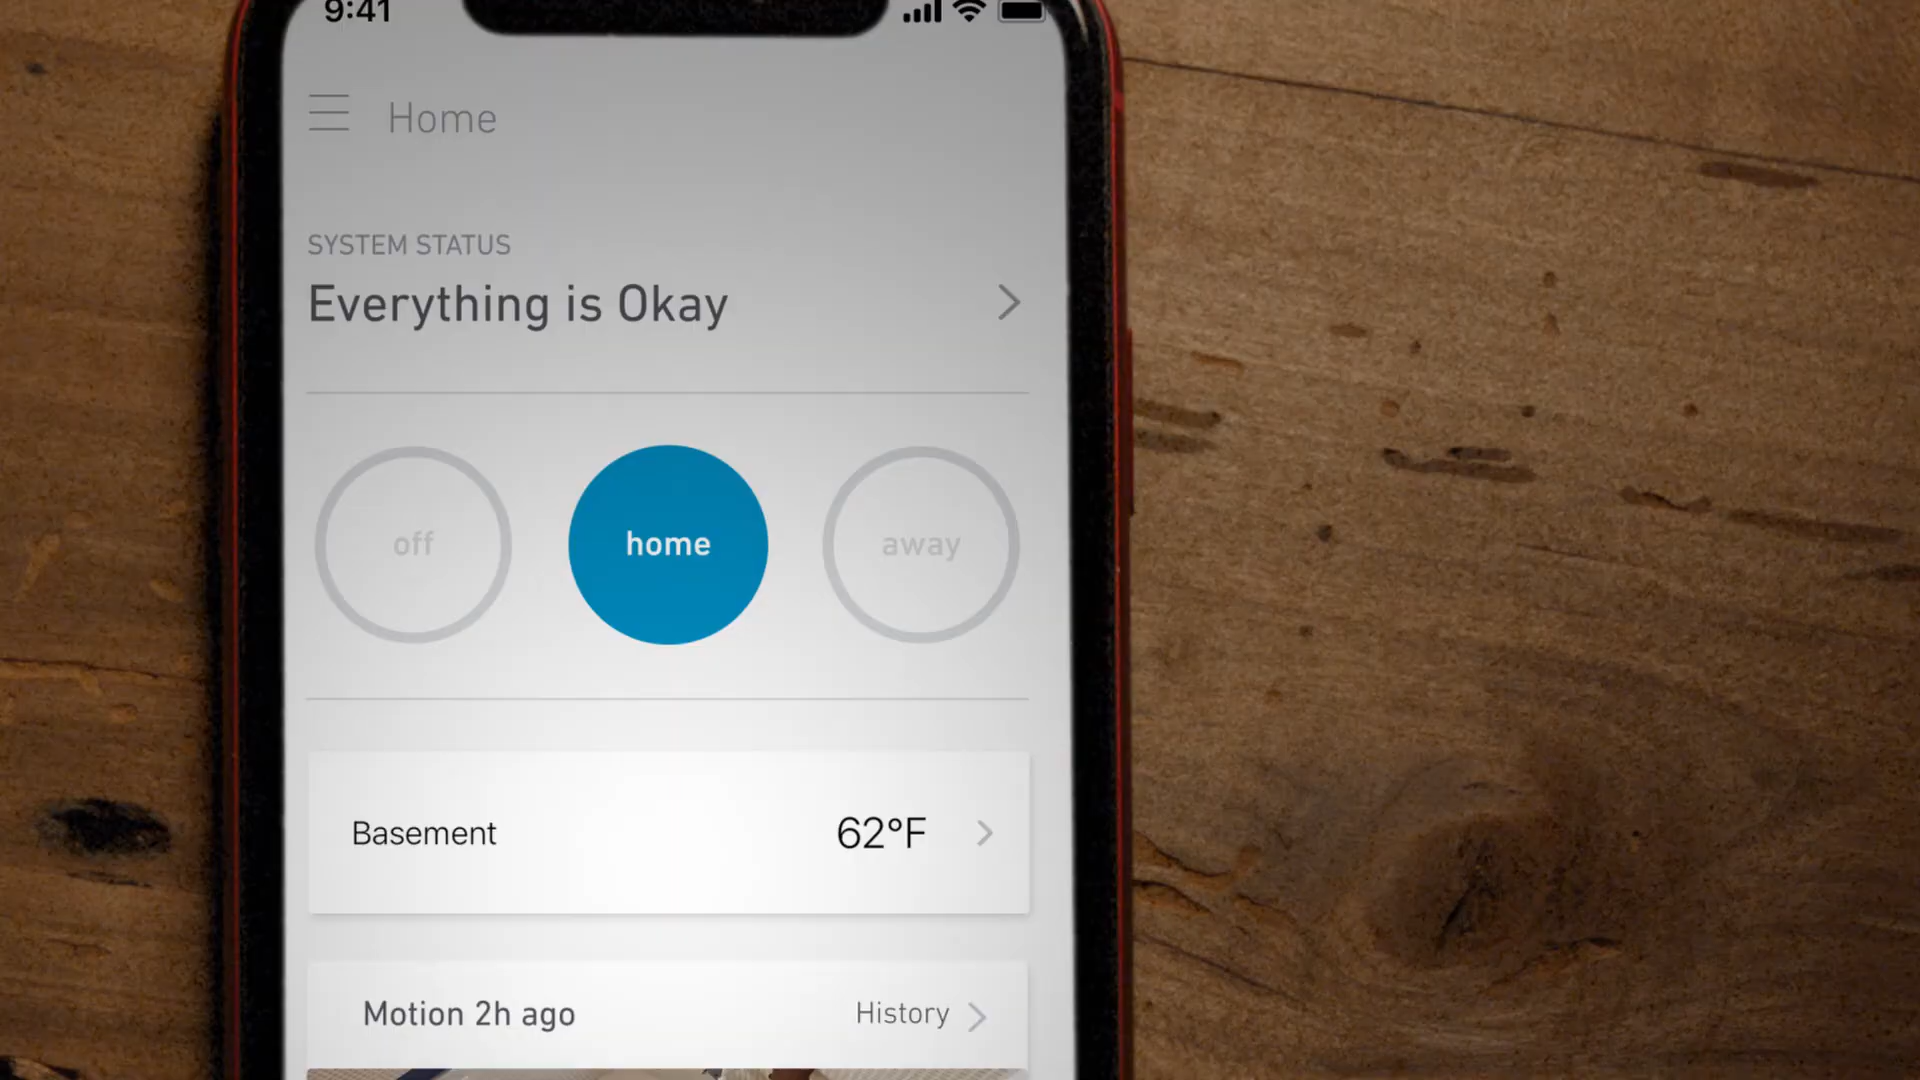 9:41
Home
SYSTEM STATUS
Everything is Okay
off
home
away
Basement
62°F
Motion 2h ago
History